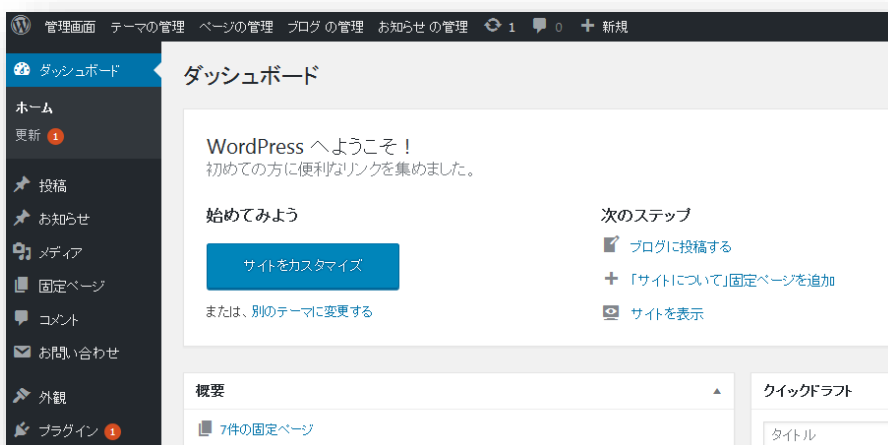 管理画面 テーマの管理 ページの管理 ブログ の管理 お知らせ の管理 1 0 新規
ダッシュボード
ホーム
更新 1
投稿
お知らせ
メディア
固定ページ
コメント
お問い合わせ
外観
プラグイン 1
ダッシュボード
WordPress へようこそ！
初めての方に便利なリンクを集めました。
始めてみよう
サイトをカスタマイズ
または、別のテーマに変更する
次のステップ
ブログに投稿する
「サイトについて」固定ページを追加
サイトを表示
概要
7件の固定ページ
クイックドラフト
タイトル